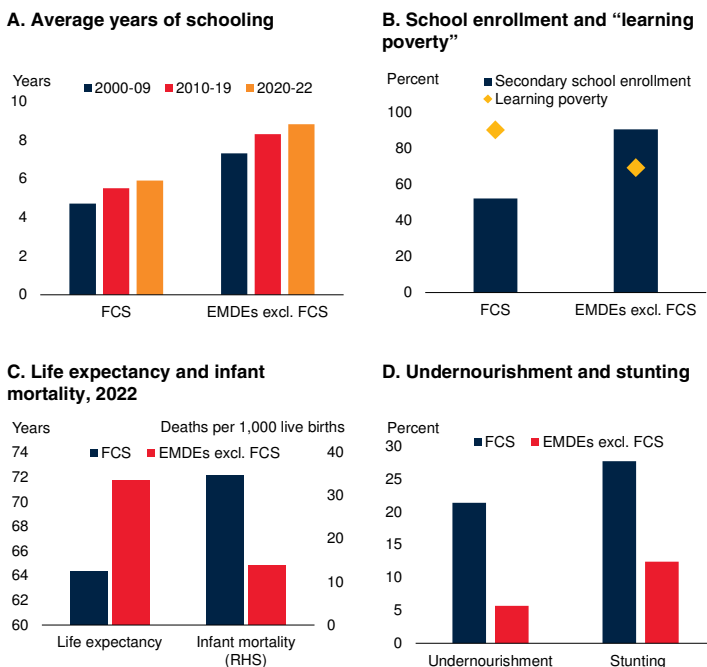 A. Average years of schooling
Years
2000-09 2010-19 2020-22
10
8
6
4
2
0
FCS EMDEs excl. FCS
B. School enrollment and “learning
poverty”
Percent
Secondary school enrollment
Learning poverty
100
80
60
40
20
0
FCS EMDEs excl. FCS
C. Life expectancy and infant
mortality, 2022
Years Deaths per 1,000 live births
FCS EMDEs excl. FCS
74 40
72
70 30
68
66 20
64 10
62
60 0
Life expectancy Infant mortality
(RHS)
D. Undernourishment and stunting
Percent
FCS EMDEs excl. FCS
30
25
20
15
10
5
0
Undernourishment Stunting